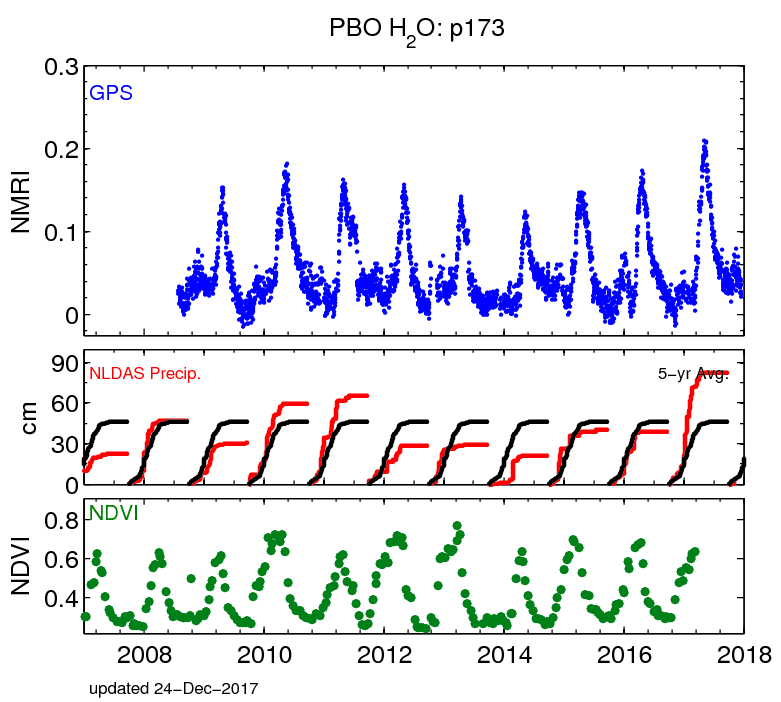 PBO H2O: p173
0.3
GPS
0.2
NMRI
0.1
0
90
NLDAS Precip. 5−yr Avg.
60
cm
30
0
NDVI
0.8
0.6
NDVI
0.4
2008 2010 2012 2014 2016 2018
updated 24−Dec−2017